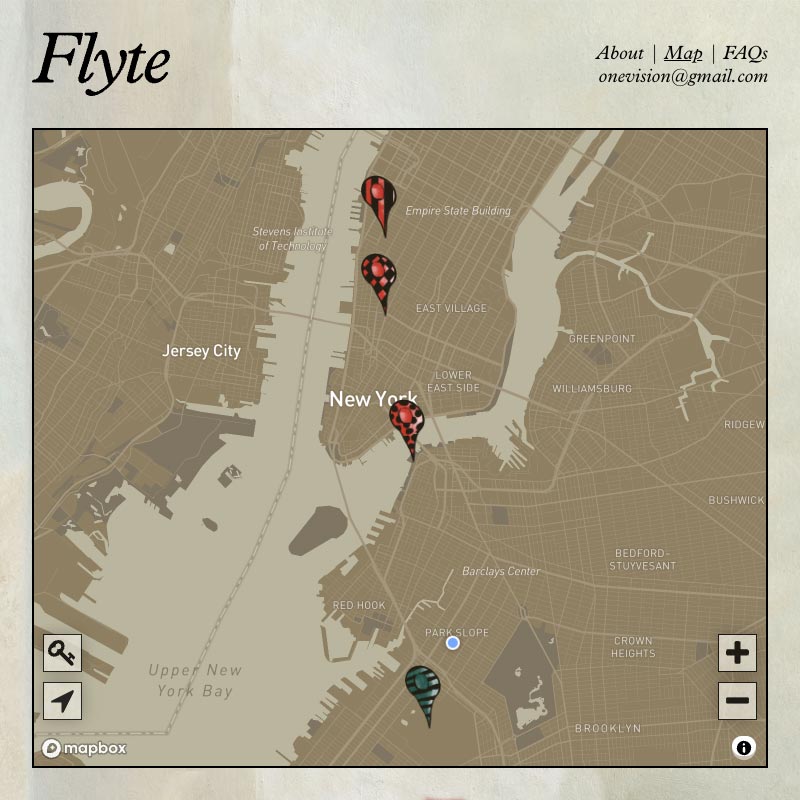 Flyte
About | Map | FAQs
onevision@gmail.com
Empire State Building
Stevens Institute
of Technology
EAST VILLAGE
GREENPOINT
Jersey City
LOWER
EAST SIDE
WILLIAMSBURG
New York
RIDGEW
BUSHWICK
BEDFORD-
STUYVESANT
Barclays Center
RED HOOK
PARK SLOPE
CROWN
HEIGHTS
Upper New
York Bay
BROOKLYN
mapbox